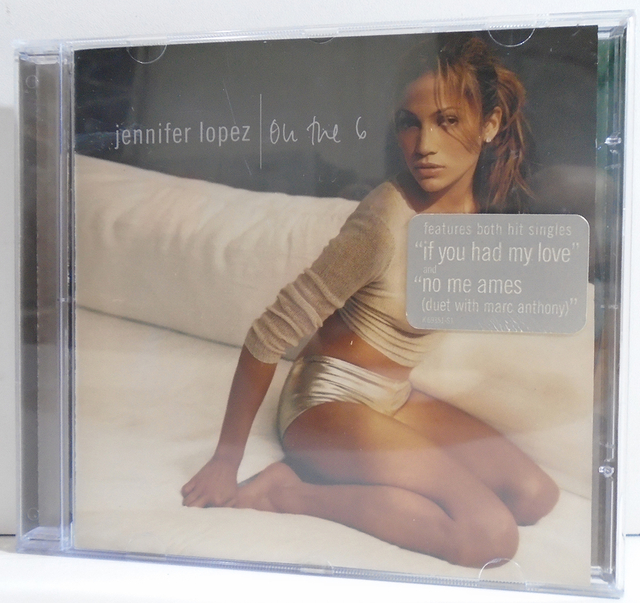 jennifer lopez | on the 6
features both hit singles
"if you had my love"
and
"no me ames
(duet with marc anthony)"